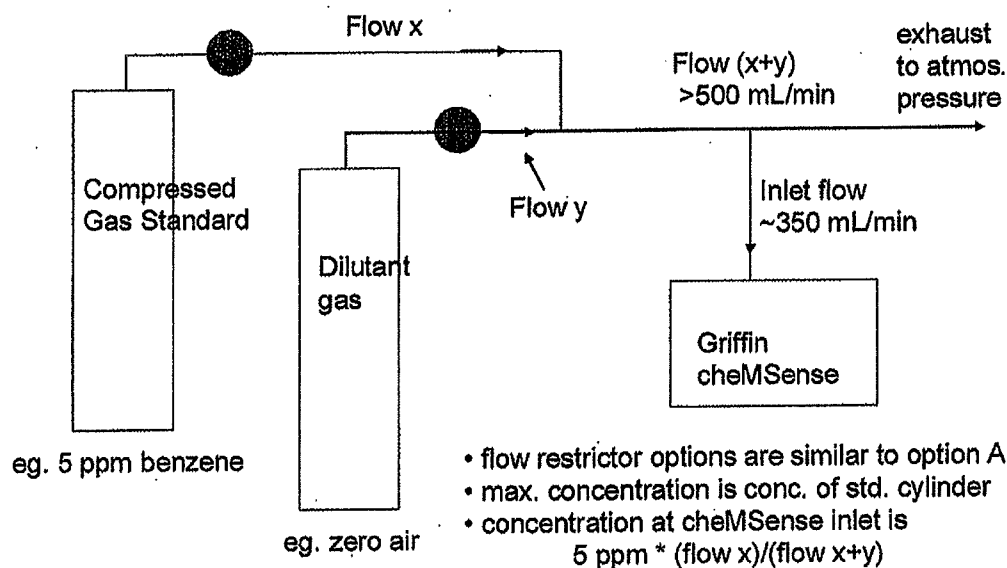 Flow x
exhaust
to atmos.
pressure
Flow (x+y)
>500 mL/min
Compressed
Gas Standard
Flow y
Inlet flow
~350 mL/min
Dilutant
gas
Griffin
cheMSense
eg. 5 ppm benzene
eg. zero air
• flow restrictor options are similar to option A
• max. concentration is conc. of std. cylinder
• concentration at cheMSense inlet is
5 ppm * (flow x)/(flow x+y)